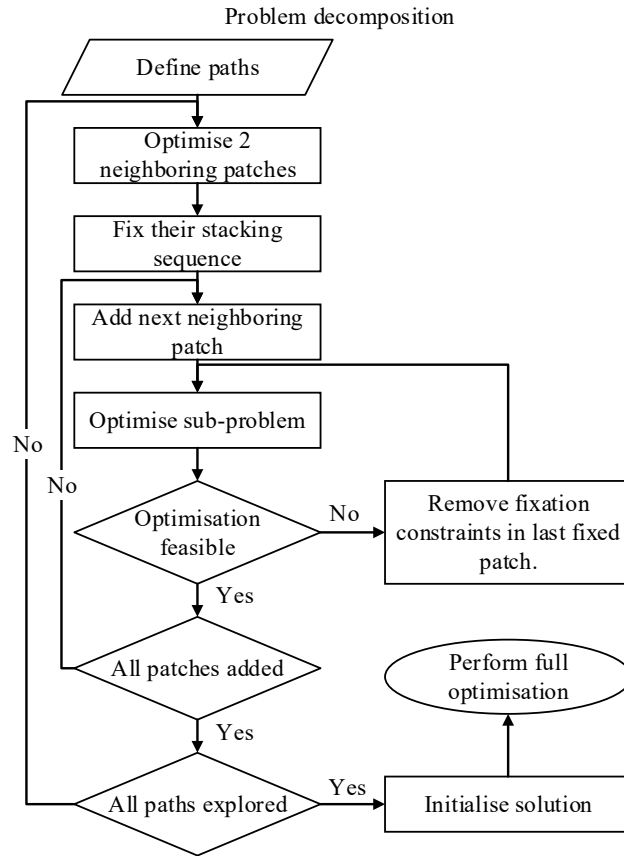 Problem decomposition
Define paths
Optimise 2
neighboring patches
Fix their stacking
sequence
Add next neighboring
patch
Optimise sub-problem
No
No
Optimisation
feasible
No
Remove fixation
constraints in last fixed
patch.
Yes
All patches added
Perform full
optimisation
Yes
All paths explored
Yes
Initialise solution